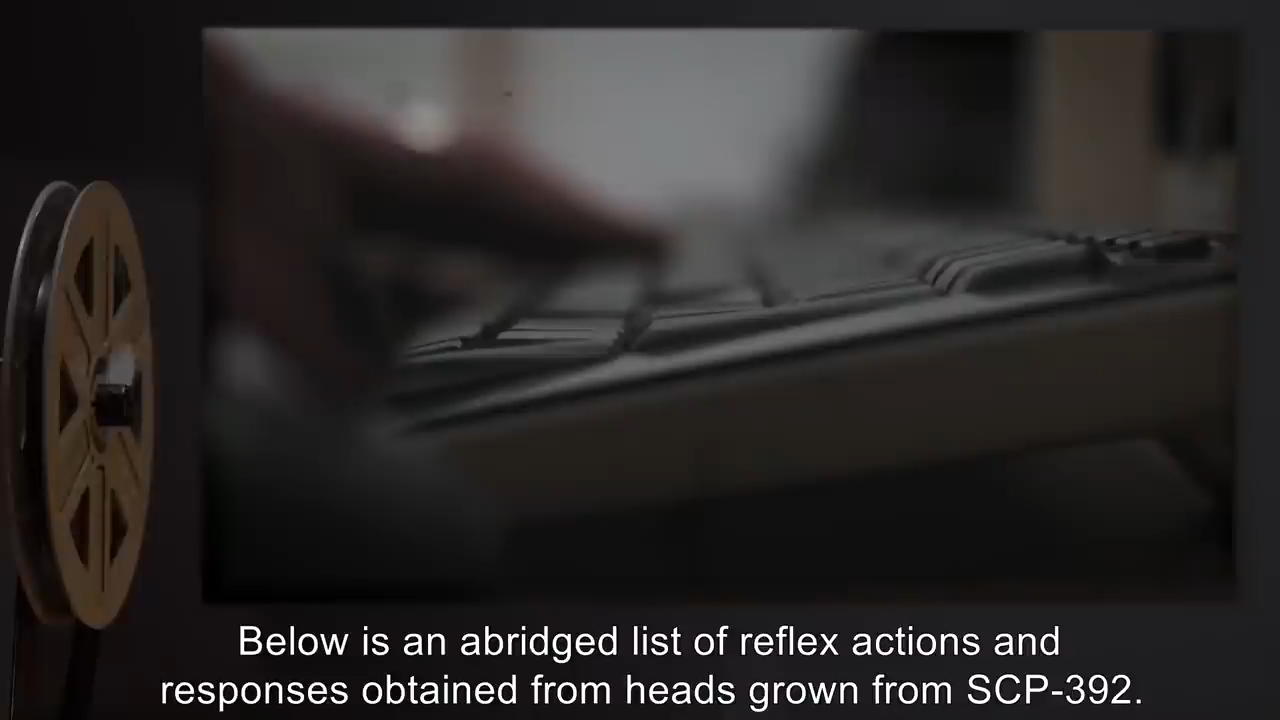 Below is an abridged list of reflex actions and
responses obtained from heads grown from SCP-392.